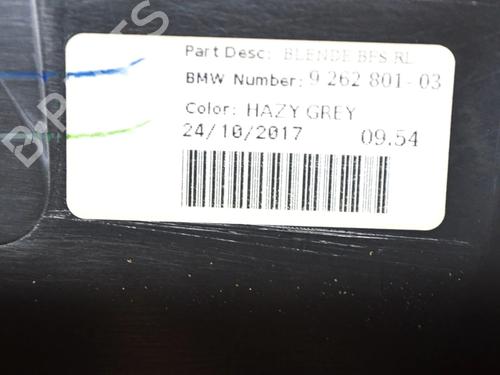 Part Desc: BLENDE BFS RL
BMW Number: 9 262 801-03
Color: HAZY GREY
24/10/2017 09.54